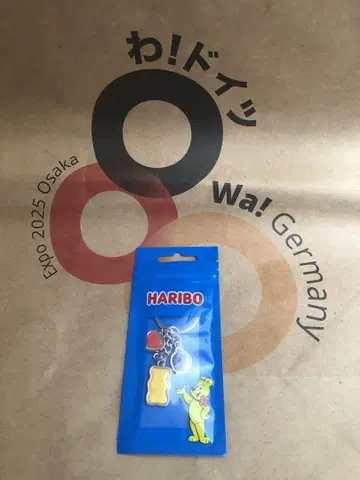 わ!ドイツ
Wa! Germany
Expo 2025 Osaka
HARIBO